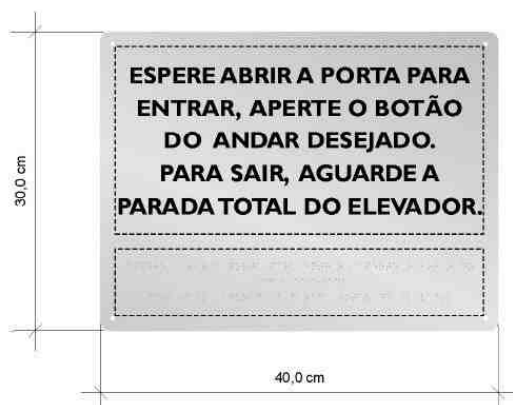 ESPERE ABRIR A PORTA PARA
ENTRAR, APERTE O BOTÃO
DO ANDAR DESEJADO.
PARA SAIR, AGUARDE A
PARADA TOTAL DO ELEVADOR.
30,0 cm
40,0 cm